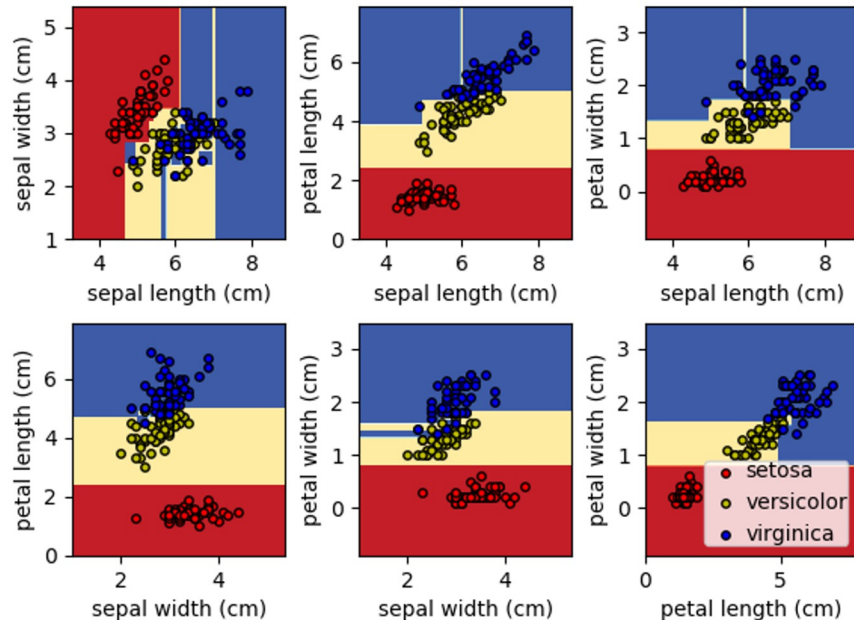 5
4
3
2
1
sepal width (cm)
4 6 8
sepal length (cm)
6
4
2
0
petal length (cm)
4 6 8
sepal length (cm)
3
2
1
0
petal width (cm)
4 6 8
sepal length (cm)
6
4
2
0
petal length (cm)
2 4
sepal width (cm)
3
2
1
0
petal width (cm)
2 4
sepal width (cm)
3
2
1
0
petal width (cm)
0 5
petal length (cm)
setosa
versicolor
virginica